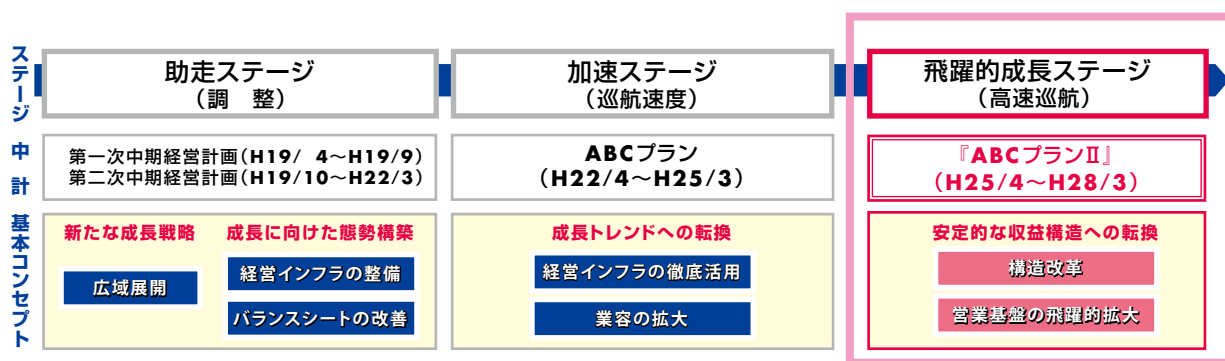 ステージ
助走ステージ
（調　整）
加速ステージ
（巡航速度）
飛躍的成長ステージ
（高速巡航）
中計
第一次中期経営計画（H19/ 4～H19/9）
第二次中期経営計画（H19/10～H22/3）
ABCプラン
（H22/4～H25/3）
『ABCプランⅡ』
（H25/4～H28/3）
基本コンセプト
新たな成長戦略
広域展開
成長に向けた態勢構築
経営インフラの整備
バランスシートの改善
成長トレンドへの転換
経営インフラの徹底活用
業容の拡大
安定的な収益構造への転換
構造改革
営業基盤の飛躍的拡大